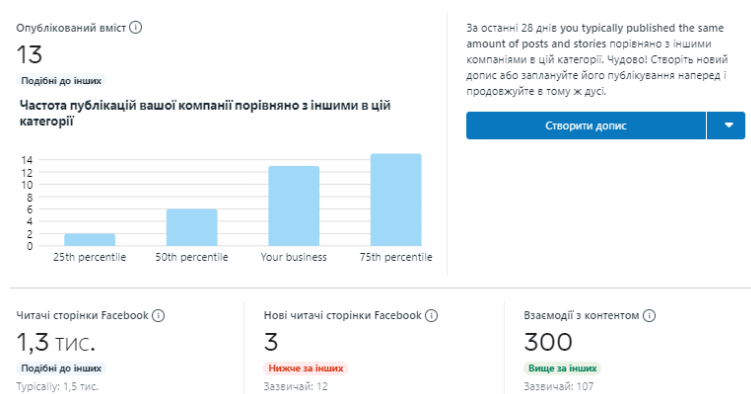 Опублікований вміст
13
Подібні до інших
Частота публікацій вашої компанії порівняно з іншими в цій
категорії
14
12
10
8
6
4
2
0
25th percentile
50th percentile
Your business
75th percentile
За останні 28 днів you typically published the same
amount of posts and stories порівняно з іншими
компаніями в цій категорії. Чудово! Створіть новий
допис або заплануйте його публікування наперед і
продовжуйте в тому ж дусі.
Створити допис
Читачі сторінки Facebook
1,3 тис.
Подібні до інших
Typically: 1,5 тис.
Нові читачі сторінки Facebook
3
Нижче за інших
Зазвичай: 12
Взаємодії з контентом
300
Вище за інших
Зазвичай: 107